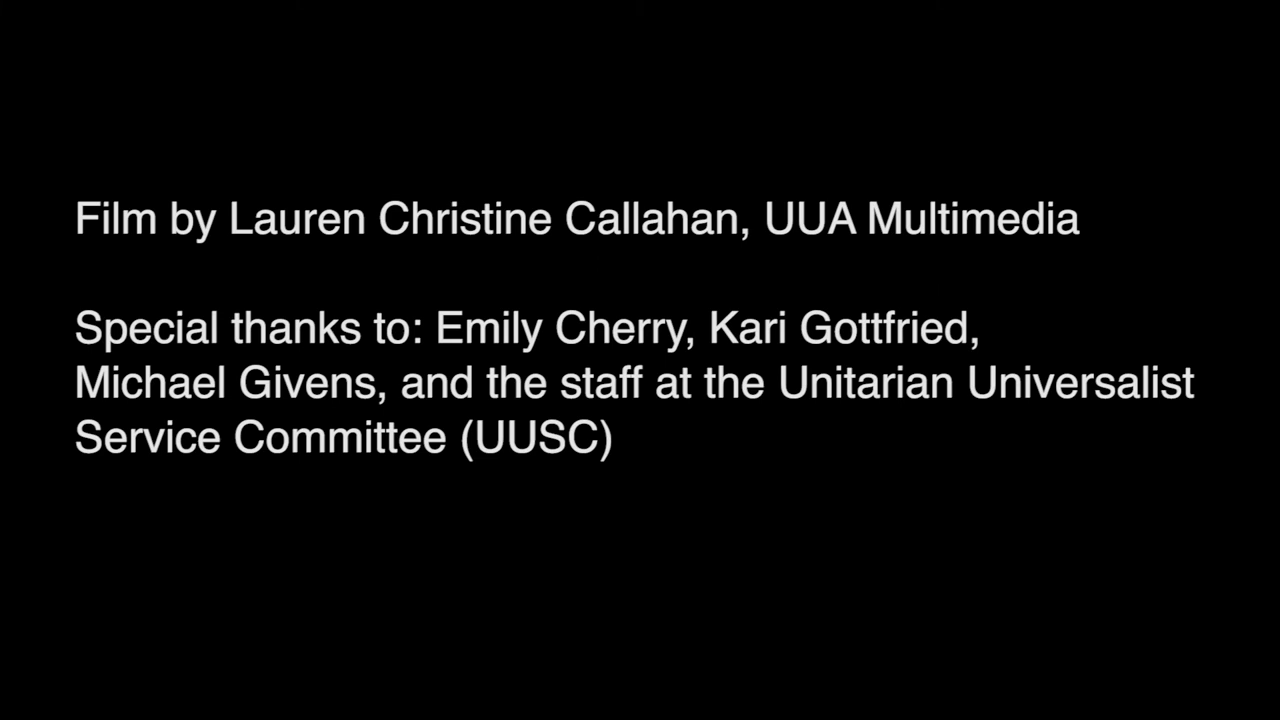 Film by Lauren Christine Callahan, UUA Multimedia
Special thanks to: Emily Cherry, Kari Gottfried,
Michael Givens, and the staff at the Unitarian Universalist
Service Committee (UUSC)